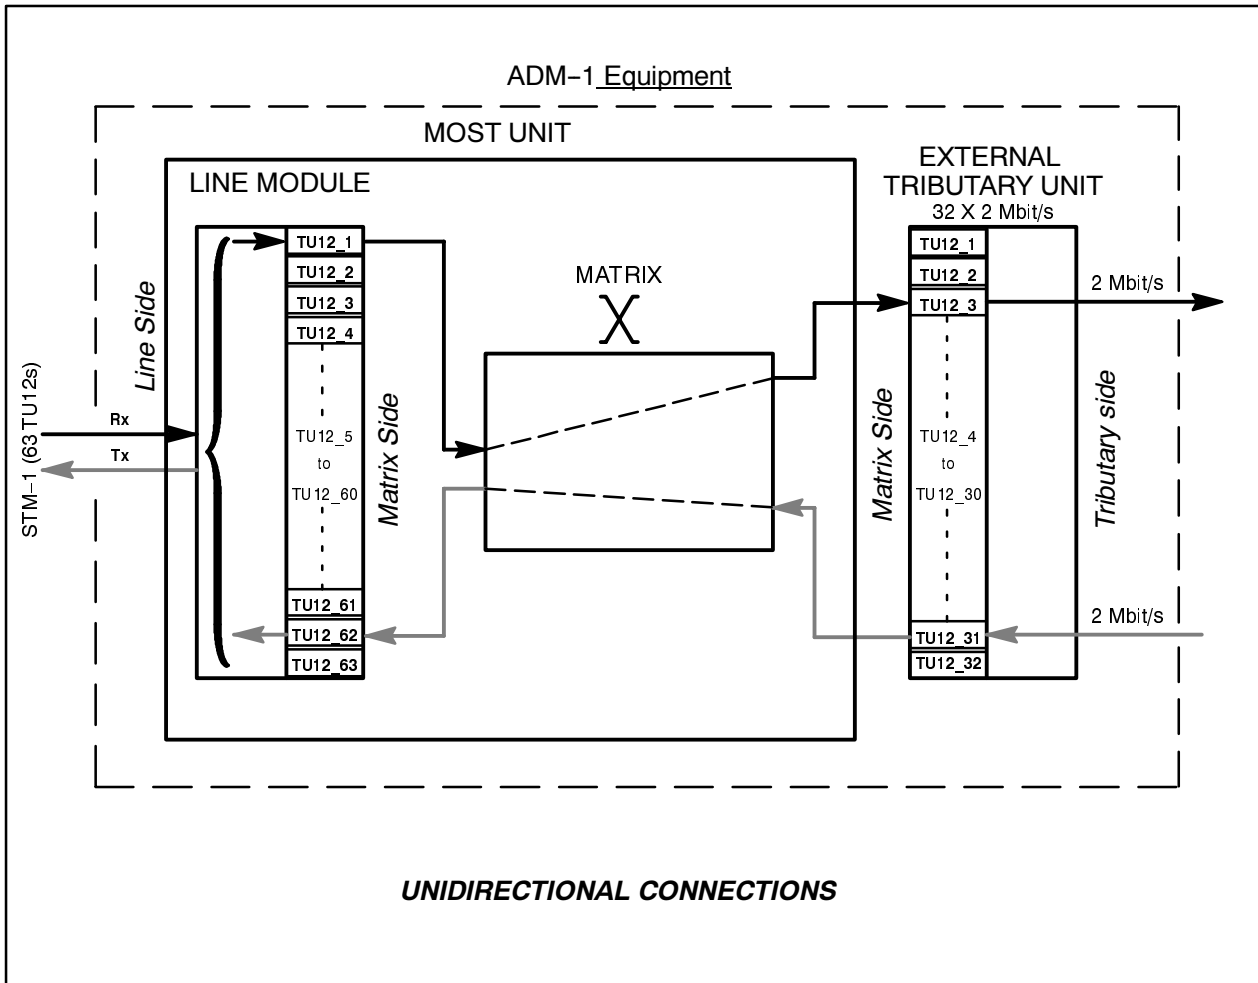 ADM–1 Equipment
MOST UNIT
LINE MODULE
EXTERNAL
TRIBUTARY UNIT
32 X 2 Mbit/s
TU12_1
TU12_2
TU12_3
TU12_4
TU12_5
to
TU12_60
TU12_61
TU12_62
TU12_63
Line Side
STM–1 (63 TU12s)
Rx
Tx
Matrix Side
MATRIX
Matrix Side
TU12_1
TU12_2
TU12_3
TU12_4
to
TU12_30
TU12_31
TU12_32
2 Mbit/s
Tributary side
2 Mbit/s
UNIDIRECTIONAL CONNECTIONS